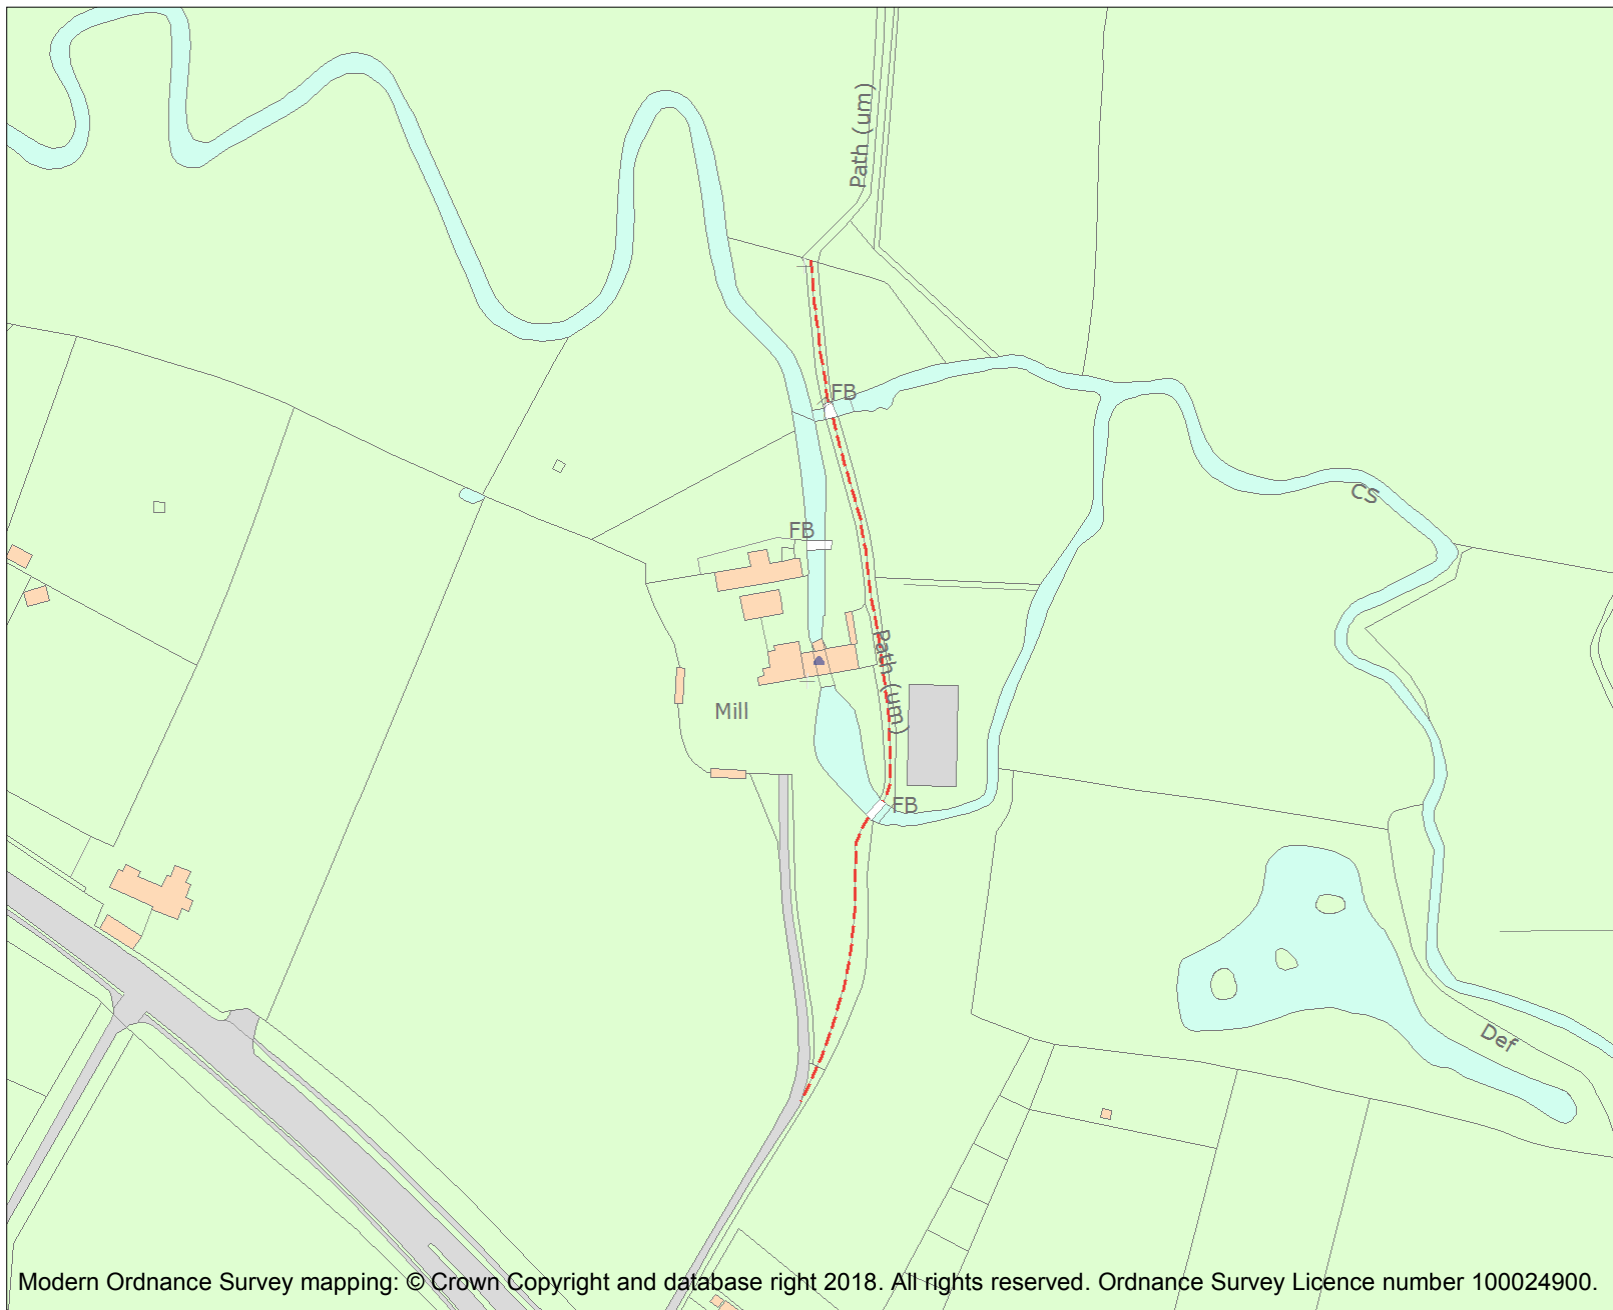 Path (um)
FB
CS
FB
Path (um)
Mill
FB
Def
Modern Ordnance Survey mapping: © Crown Copyright and database right 2018. All rights reserved. Ordnance Survey Licence number 100024900.